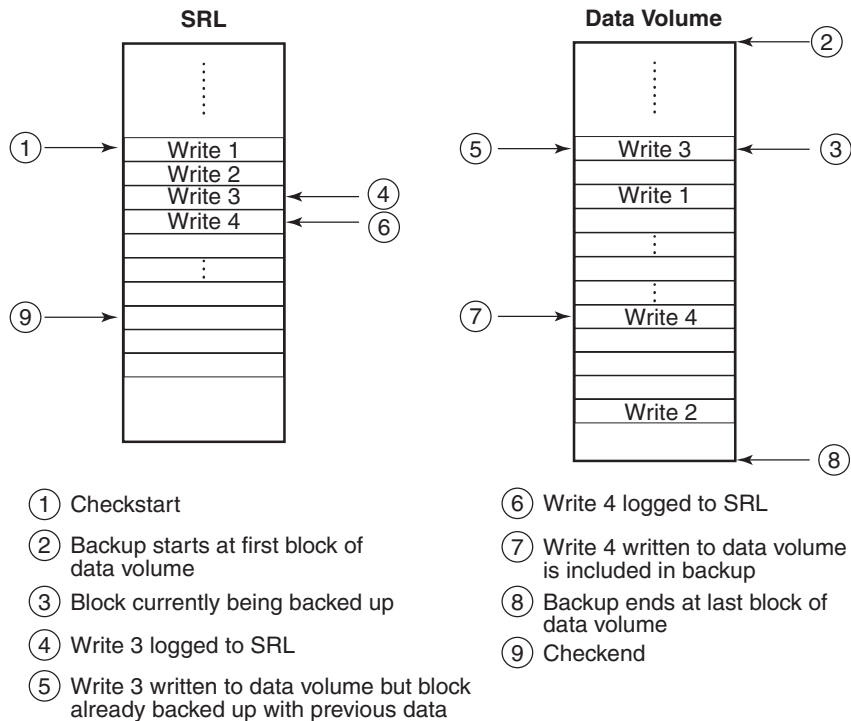 SRL
Data Volume
②
①
Write 1
⑤
Write 3
③
Write 2
Write 3
④
Write 1
Write 4
⑥
⑨
⑦
Write 4
Write 2
⑧
① Checkstart
② Backup starts at first block of
data volume
③ Block currently being backed up
④ Write 3 logged to SRL
⑤ Write 3 written to data volume but block
already backed up with previous data
⑥ Write 4 logged to SRL
⑦ Write 4 written to data volume
is included in backup
⑧ Backup ends at last block of
data volume
⑨ Checkend